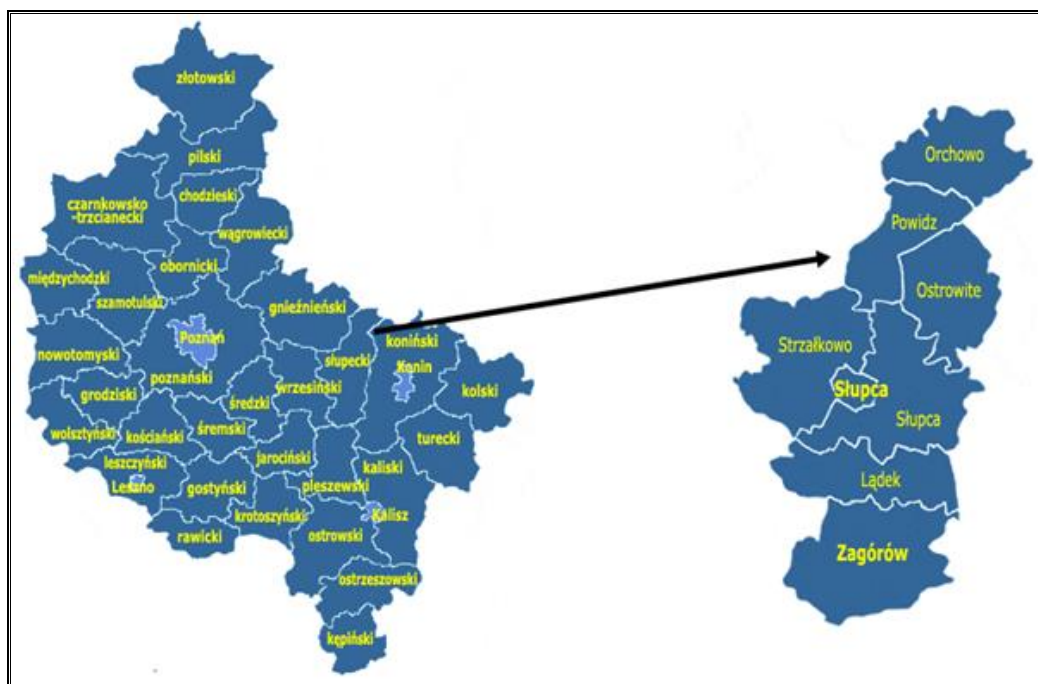 złotowski
pilski
chodzieski
czarnkowsko
-trzcianecki
wągrowiecki
obornicki
międzychodzki
szamotulski
gnieźnieński
Poznań
nowotomyski
poznański
słupecki
koniński
Konin
wrzesiński
kolski
grodziski
średzki
wolsztyński
kościański
śremski
turecki
leszczyński
jarociński
kaliski
Leszno
gostyński
pleszewski
krotoszyński
Kalisz
rawicki
ostrowski
ostrzeszowski
kępiński
Orchowo
Powidz
Ostrowite
Strzałkowo
Słupca
Słupca
Lądek
Zagórów